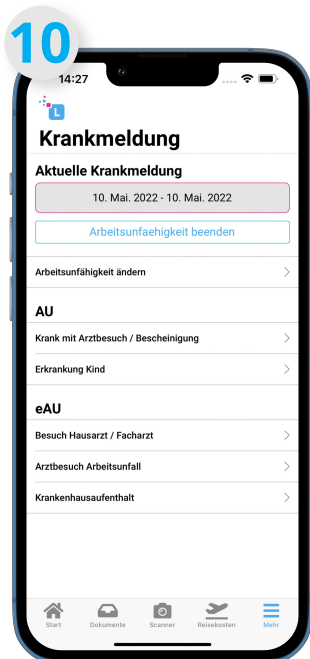 10
14:27
L
Krankmeldung
Aktuelle Krankmeldung
10. Mai. 2022 - 10. Mai. 2022
Arbeitsunfaehigkeit beenden
Arbeitsunfähigkeit ändern
AU
Krank mit Arztbesuch / Bescheinigung
Erkrankung Kind
eAU
Besuch Hausarzt / Facharzt
Arztbesuch Arbeitsunfall
Krankenhausaufenthalt
Start Dokumente Scanner Reisekosten Mehr